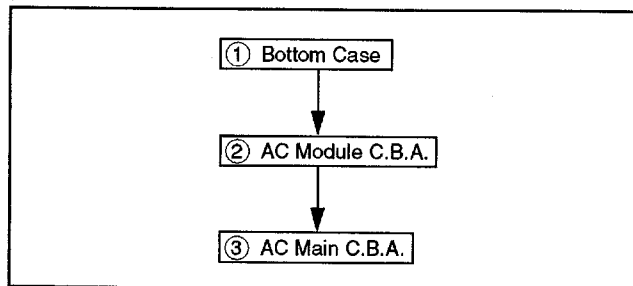 ① Bottom Case
② AC Module C.B.A.
③ AC Main C.B.A.